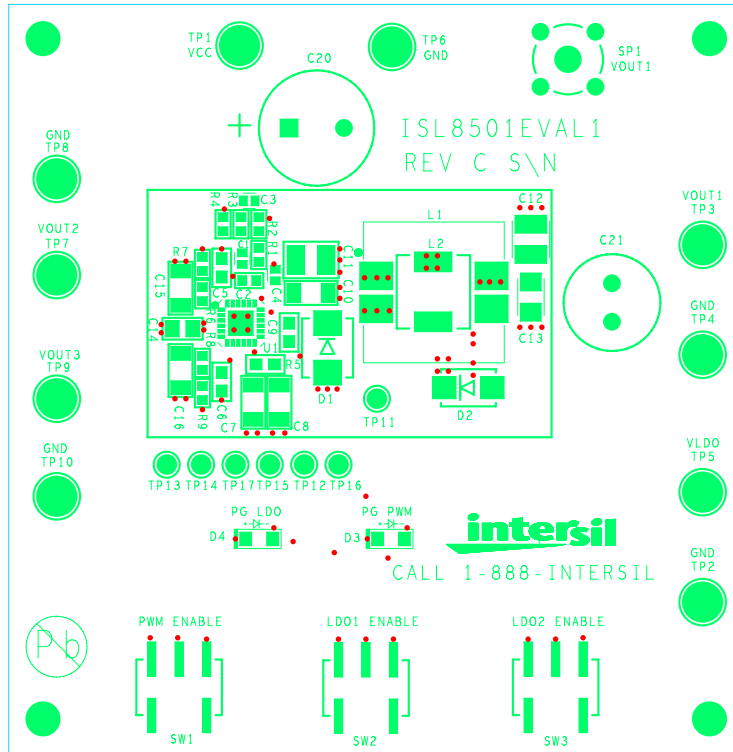 TP1
VCC
TP6
GND
C20
SP1
VOUT1
+
ISL8501EVAL1
REV C S\N
GND
TP8
VOUT2
TP7
VOUT3
TP9
GND
TP10
VOUT1
TP3
GND
TP4
VLDO
TP5
GND
TP2
C21
C12
C13
L1
L2
R4
R3
C3
R2
R1
R7
C15
C5
C2
C4
C11
C10
C14
R6
R8
C9
U1
R5
D1
D2
C16
R9
C6
C7
C8
TP11
TP13
TP14
TP17
TP15
TP12
TP16
PG LDO
D4
PG PWM
D3
intersil
CALL 1-888-INTERSIL
Pb
PWM ENABLE
LDO1 ENABLE
LDO2 ENABLE
SW1
SW2
SW3